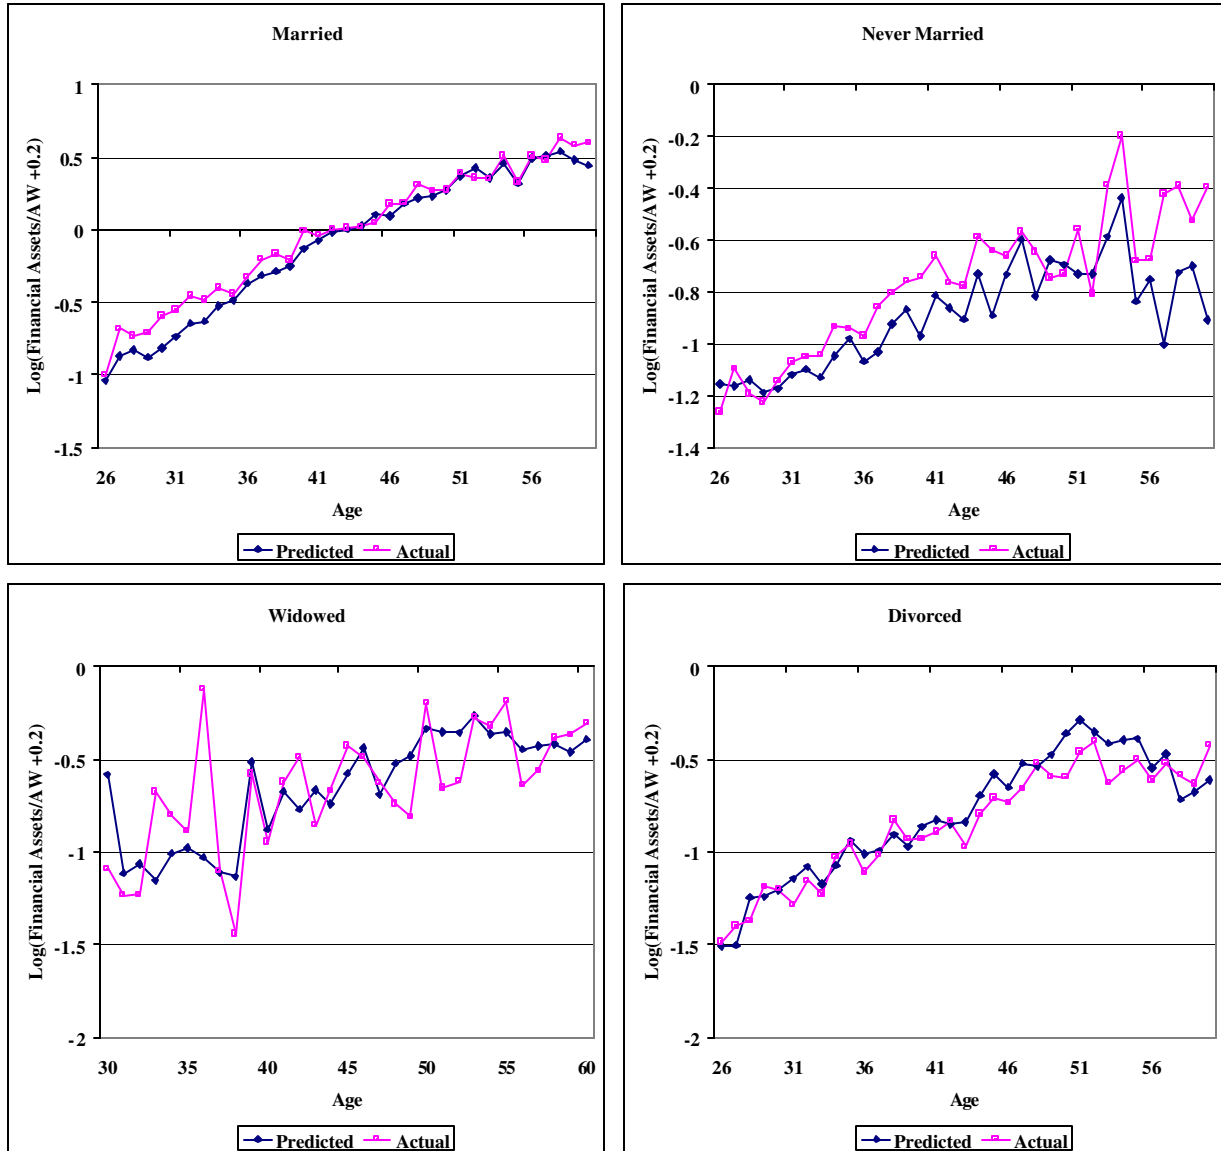 Married
Log(Financial Assets/AW +0.2)
1
0.5
0
-0.5
-1
-1.5
26 31 36 41 46 51 56
Age
Predicted Actual
Never Married
Log(Financial Assets/AW +0.2)
0
-0.2
-0.4
-0.6
-0.8
-1
-1.2
-1.4
26 31 36 41 46 51 56
Age
Predicted Actual
Widowed
Log(Financial Assets/AW +0.2)
0
-0.5
-1
-1.5
-2
30 35 40 45 50 55 60
Age
Predicted Actual
Divorced
Log(Financial Assets/AW +0.2)
0
-0.5
-1
-1.5
-2
26 31 36 41 46 51 56
Age
Predicted Actual